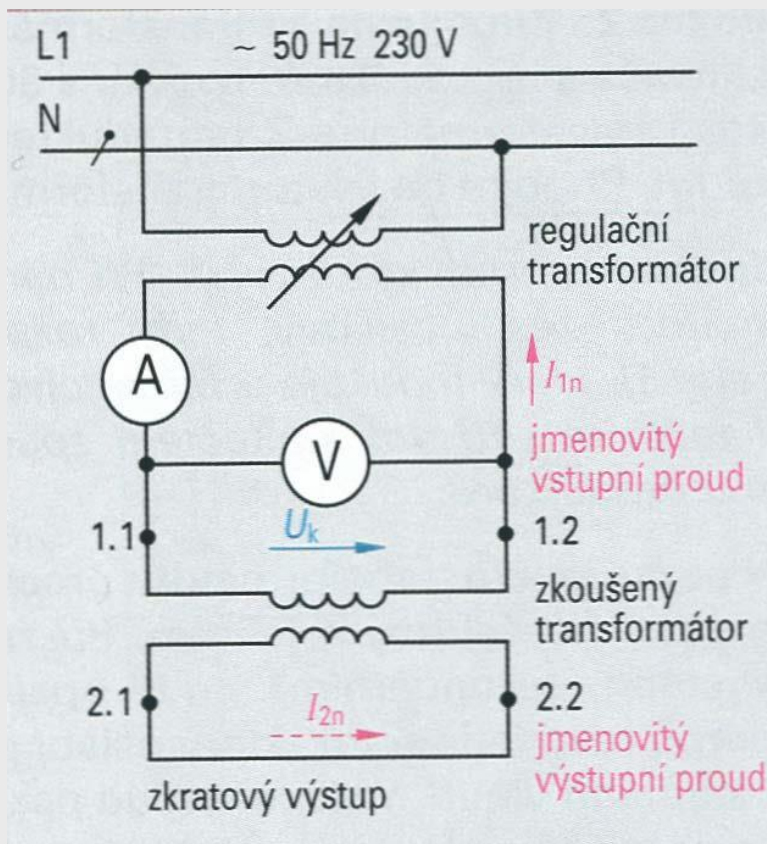 L1 ~ 50 Hz 230 V
N
regulační
transformátor
A
I1n
jmenovitý
vstupní proud
V
Uk
1.1
1.2
zkoušený
transformátor
2.1
I2n
2.2
jmenovitý
výstupní proud
zkratový výstup